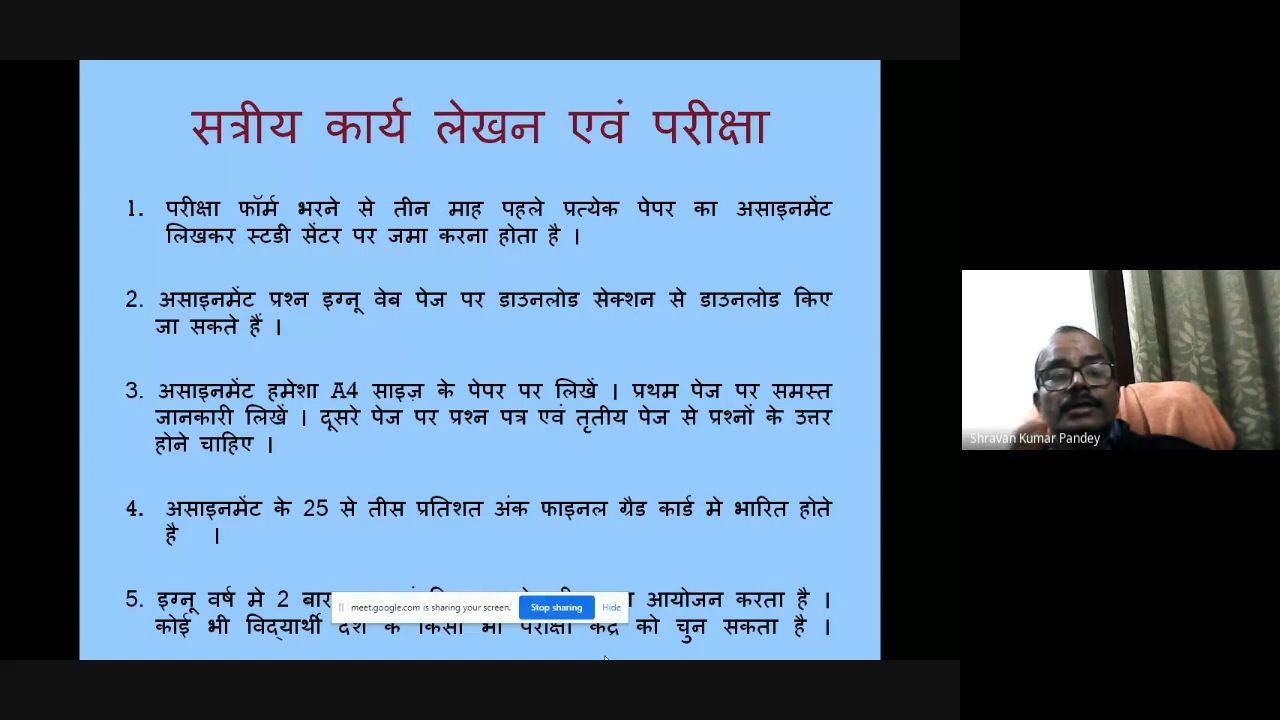 सत्रीय कार्य लेखन एवं परीक्षा
1. परीक्षा फॉर्म भरने से तीन माह पहले प्रत्येक पेपर का असाइनमेंट
लिखकर स्टडी सेंटर पर जमा करना होता है ।
2. असाइनमेंट प्रश्न इग्नू वेब पेज पर डाउनलोड सेक्शन से डाउनलोड किए
जा सकते हैं ।
3. असाइनमेंट हमेशा A4 साइज़ के पेपर पर लिखें । प्रथम पेज पर समस्त
जानकारी लिखें । दूसरे पेज पर प्रश्न पत्र एवं तृतीय पेज से प्रश्नों के उत्तर
होने चाहिए ।
4. असाइनमेंट के 25 से तीस प्रतिशत अंक फाइनल ग्रैड कार्ड मे भारित होते
है ।
5. इग्नू वर्ष मे 2 बार आयोजन करता है ।
meet.google.com is sharing your screen. Stop sharing Hide
कोई भी विद्यार्थी देश के किसी भी परीक्षा केंद्र को चुन सकता है ।
Shravan Kumar Pandey